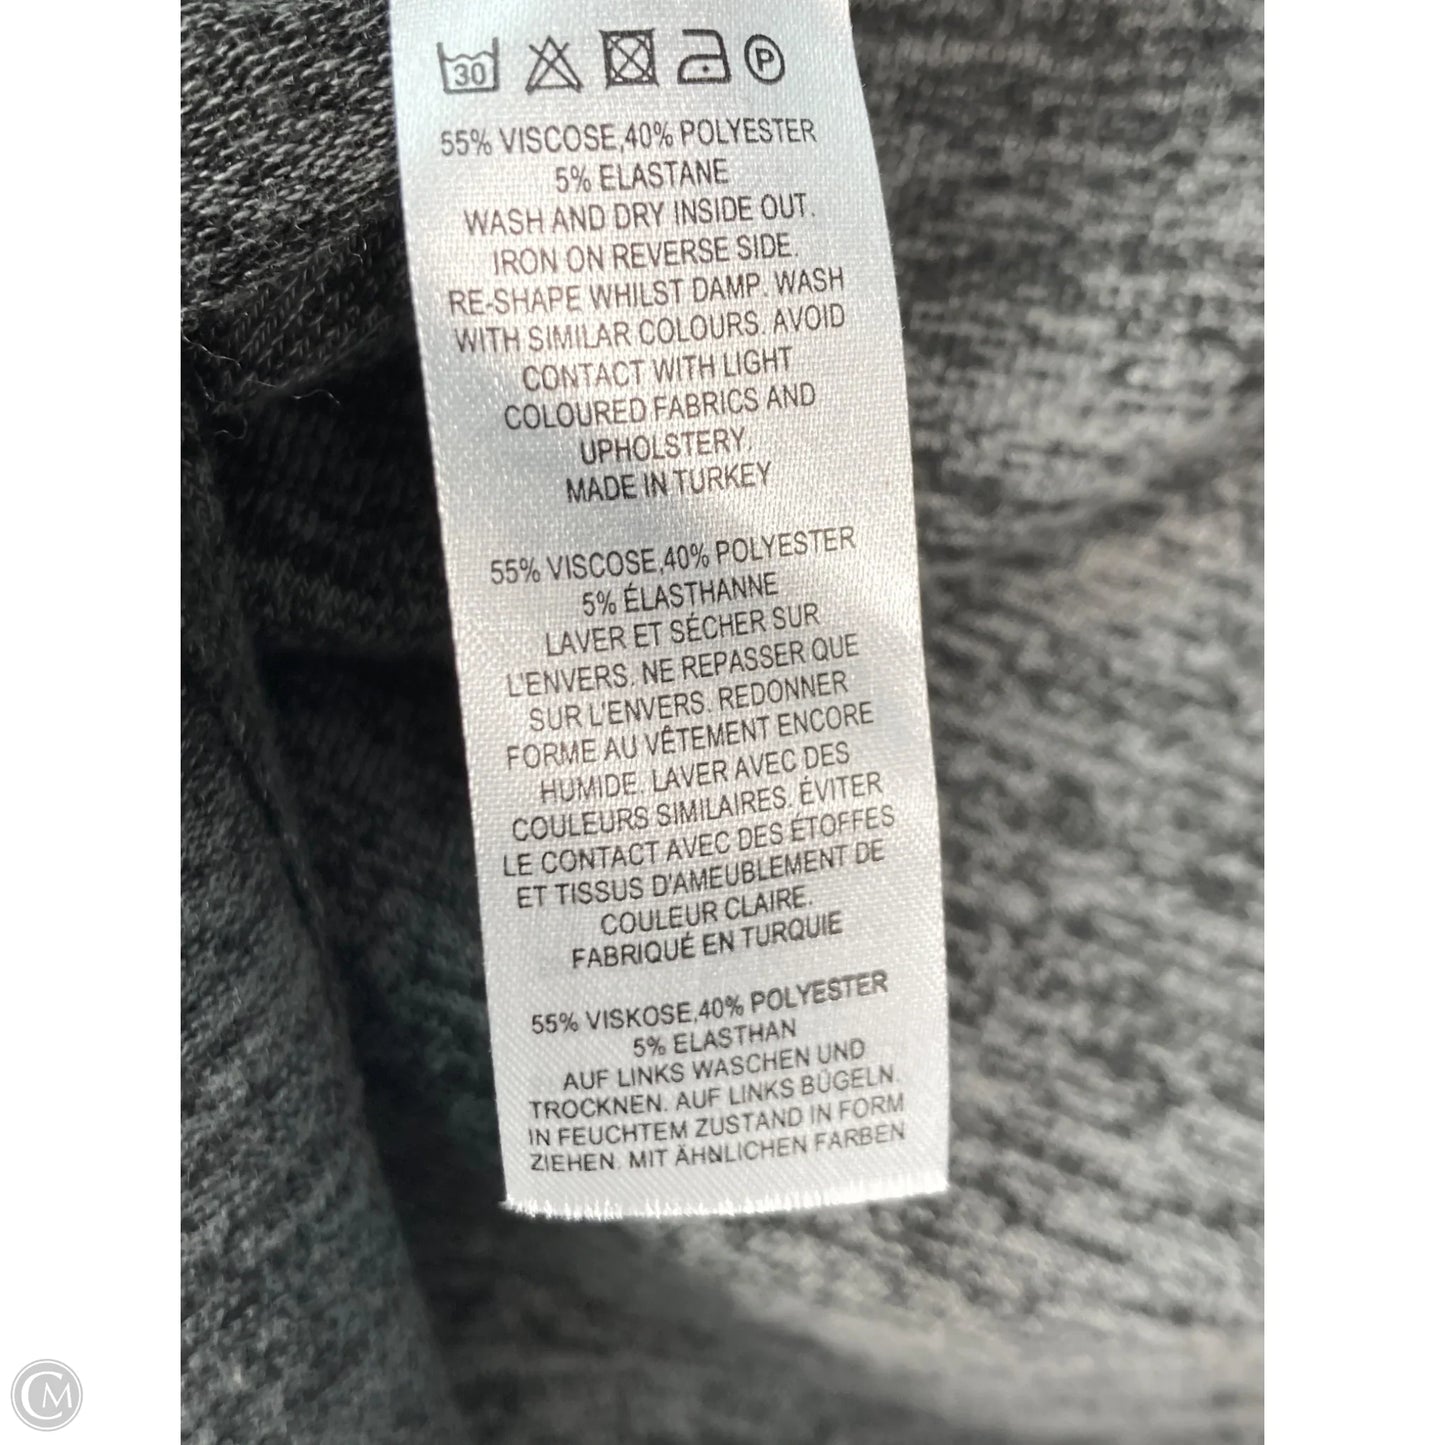 30 P
55% VISCOSE,40% POLYESTER
5% ELASTANE
WASH AND DRY INSIDE OUT.
IRON ON REVERSE SIDE.
RE-SHAPE WHILST DAMP. WASH
WITH SIMILAR COLOURS. AVOID
CONTACT WITH LIGHT
COLOURED FABRICS AND
UPHOLSTERY.
MADE IN TURKEY
55% VISCOSE,40% POLYESTER
5% ÉLASTHANNE
LAVER ET SÉCHER SUR
L'ENVERS. NE REPASSER QUE
SUR L'ENVERS. REDONNER
FORME AU VÊTEMENT ENCORE
HUMIDE. LAVER AVEC DES
COULEURS SIMILAIRES. ÉVITER
LE CONTACT AVEC DES ÉTOFFES
ET TISSUS D'AMEUBLEMENT DE
COULEUR CLAIRE.
FABRIQUÉ EN TURQUIE
55% VISKOSE,40% POLYESTER
5% ELASTHAN
AUF LINKS WASCHEN UND
TROCKNEN. AUF LINKS BÜGELN.
IN FEUCHTEM ZUSTAND IN FORM
ZIEHEN. MIT ÄHNLICHEN FARBEN
CM